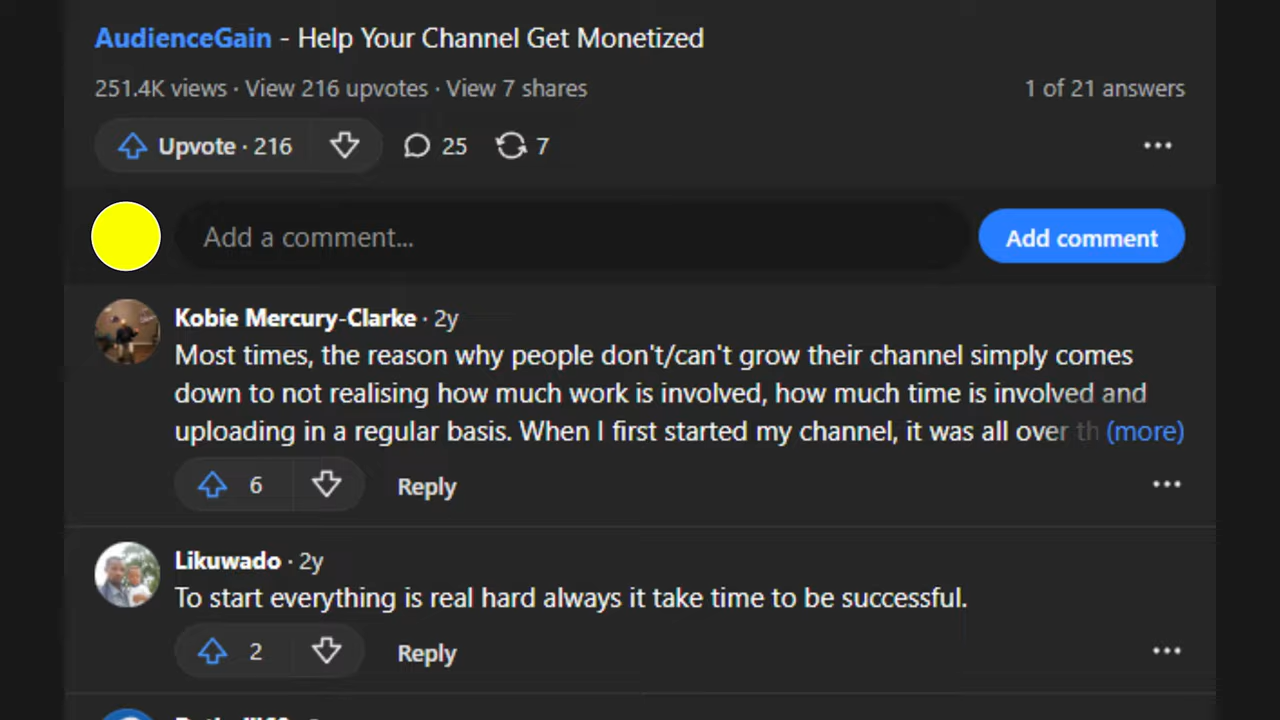 AudienceGain - Help Your Channel Get Monetized
251.4K views · View 216 upvotes · View 7 shares 1 of 21 answers
Upvote · 216 25 7
Add a comment... Add comment
Kobie Mercury-Clarke · 2y
Most times, the reason why people don't/can't grow their channel simply comes
down to not realising how much work is involved, how much time is involved and
uploading in a regular basis. When I first started my channel, it was all over th (more)
6 Reply
Likuwado · 2y
To start everything is real hard always it take time to be successful.
2 Reply